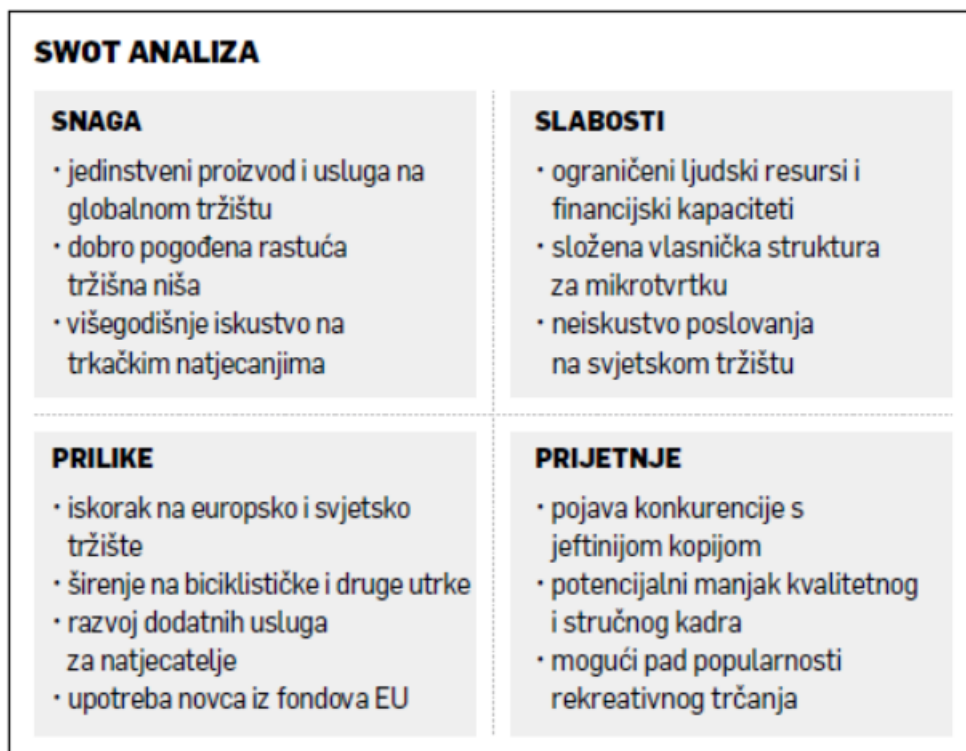 SWOT ANALIZA
SNAGA
· jedinstveni proizvod i usluga na
globalnom tržištu
· dobro pogođena rastuća
tržišna niša
· višegodišnje iskustvo na
trkačkim natjecanjima
SLABOSTI
· ograničeni ljudski resursi i
financijski kapaciteti
· složena vlasnička struktura
za mikrotvrtku
· neiskustvo poslovanja
na svjetskom tržištu
PRILIKE
· iskorak na europsko i svjetsko
tržište
· širenje na biciklističke i druge utrke
· razvoj dodatnih usluga
za natjecatelje
· upotreba novca iz fondova EU
PRIJETNJE
· pojava konkurencije s
jeftinijom kopijom
· potencijalni manjak kvalitetnog
i stručnog kadra
· mogući pad popularnosti
rekreativnog trčanja